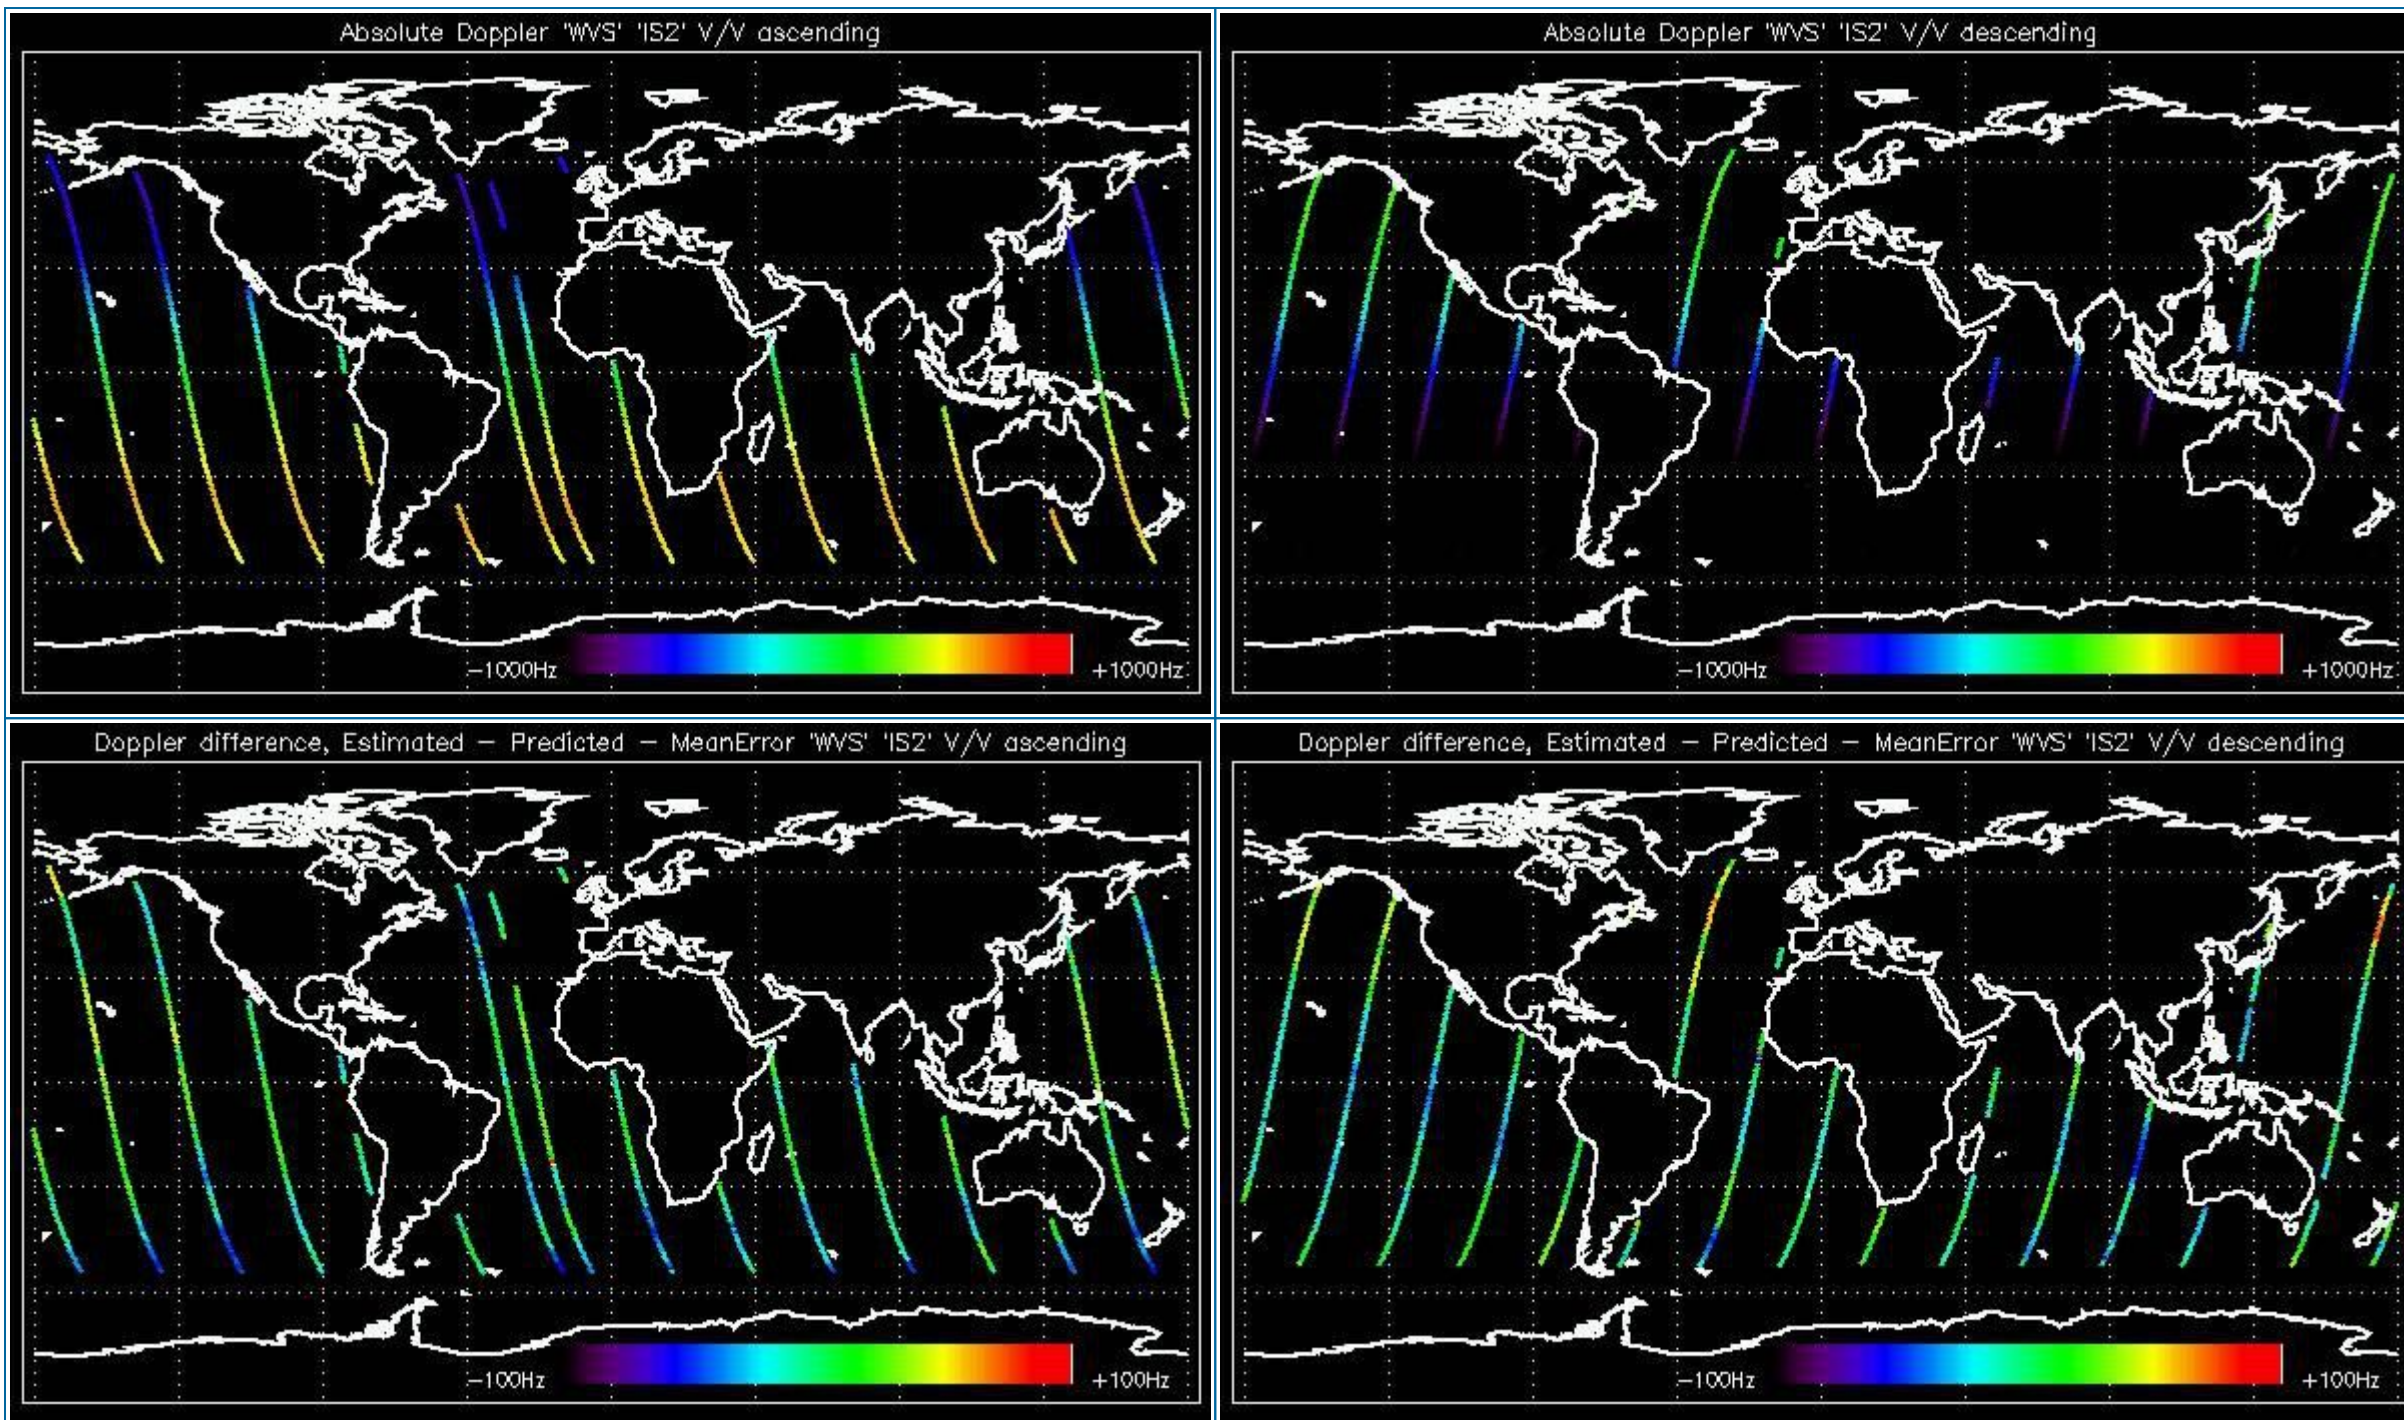 Absolute Doppler 'WVS' 'IS2' V/V ascending
-1000Hz +1000Hz
Absolute Doppler 'WVS' 'IS2' V/V descending
-1000Hz +1000Hz
Doppler difference, Estimated - Predicted - MeanError 'WVS' 'IS2' V/V ascending
-100Hz +100Hz
Doppler difference, Estimated - Predicted - MeanError 'WVS' 'IS2' V/V descending
-100Hz +100Hz